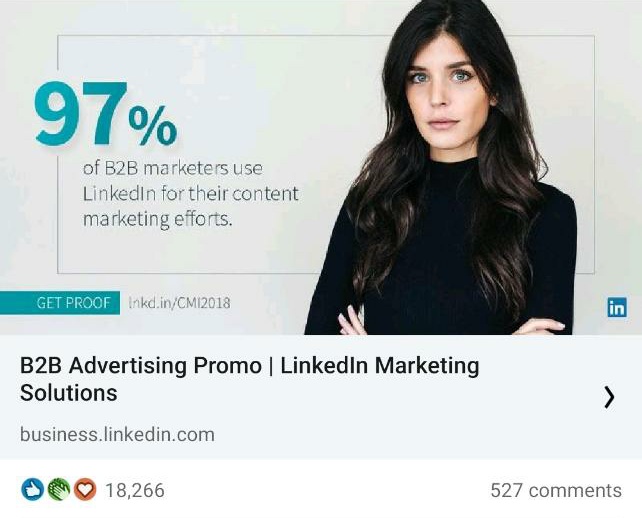 97%
of B2B marketers use
LinkedIn for their content
marketing efforts.
GET PROOF lnkd.in/CMI2018
in
B2B Advertising Promo | LinkedIn Marketing
Solutions
business.linkedin.com
18,266 527 comments